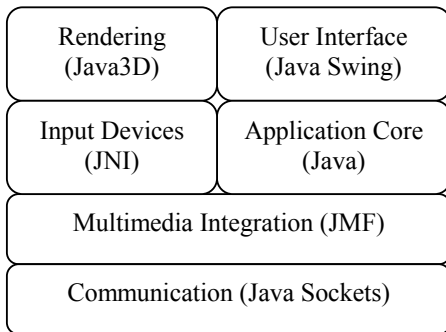 Rendering
(Java3D)
User Interface
(Java Swing)
Input Devices
(JNI)
Application Core
(Java)
Multimedia Integration (JMF)
Communication (Java Sockets)